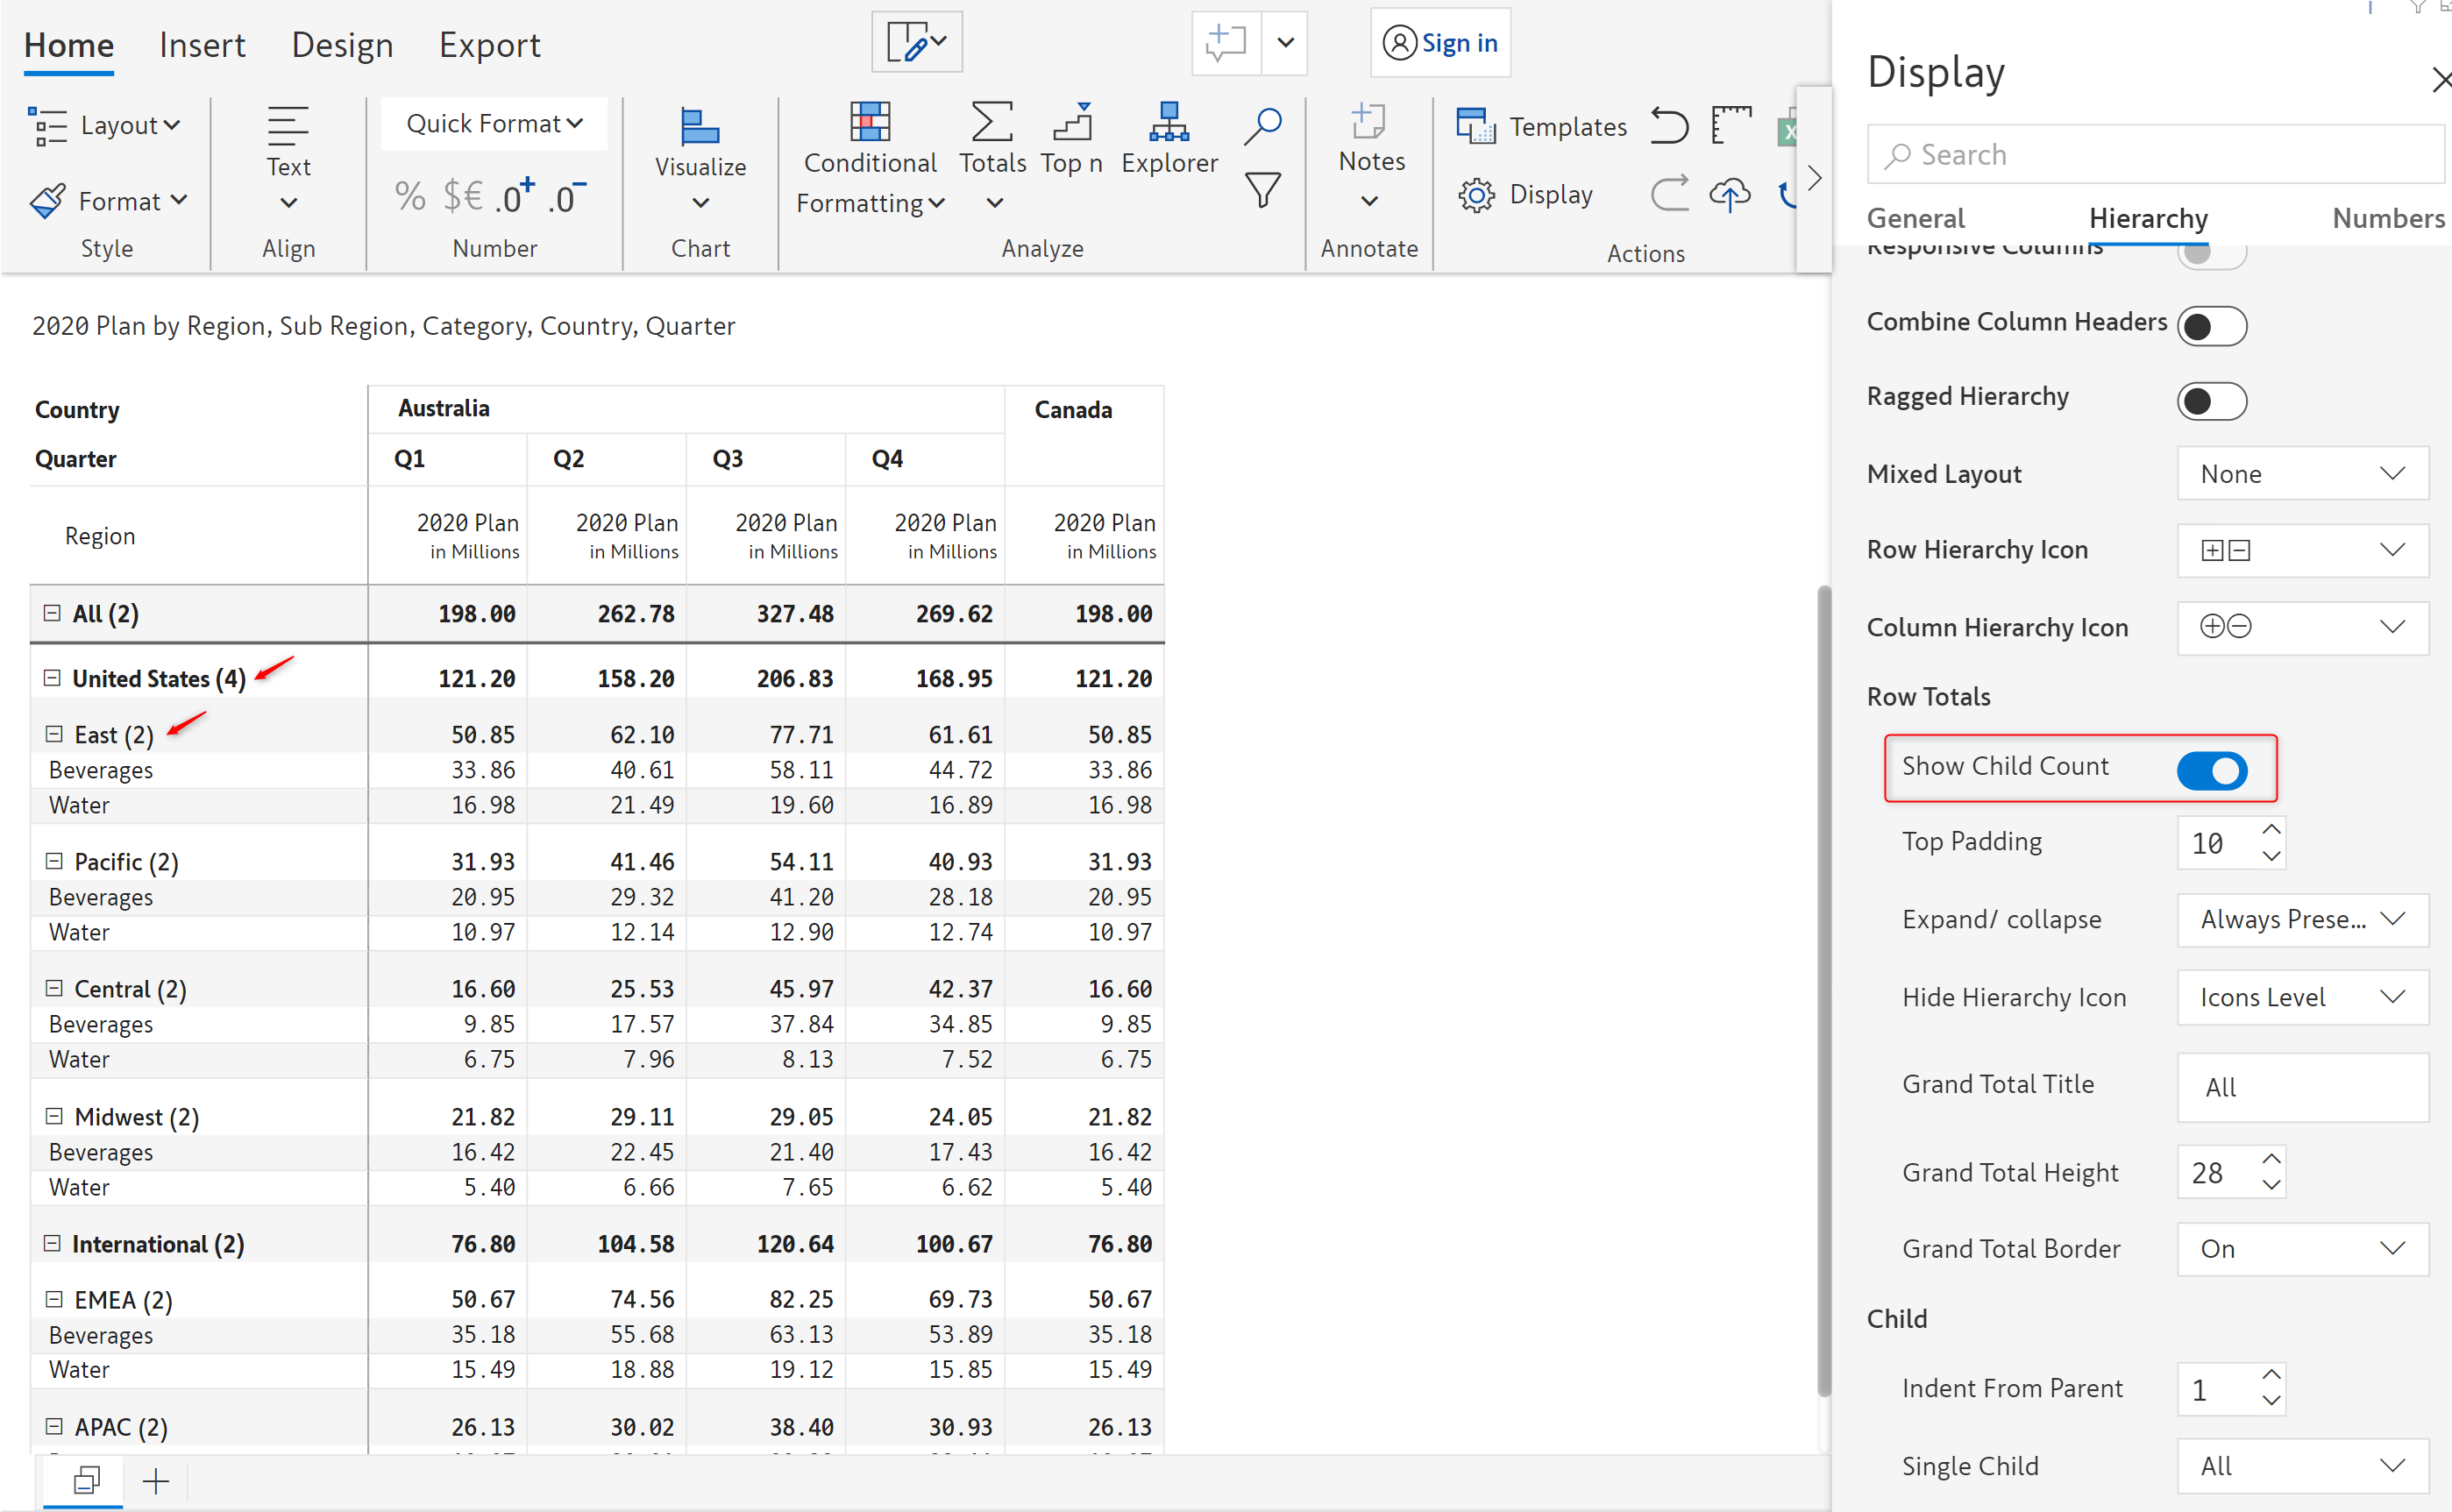 Home Insert Design Export Sign in
Layout Text Quick Format Visualize Conditional Formatting Totals Top n Explorer Notes Templates
Format % $€ .0+ .0− Display
Style Align Number Chart Analyze Annotate Actions
2020 Plan by Region, Sub Region, Category, Country, Quarter
Country Australia Canada
Quarter Q1 Q2 Q3 Q4
Region 2020 Plan 2020 Plan 2020 Plan 2020 Plan 2020 Plan
in Millions in Millions in Millions in Millions in Millions
All (2) 198.00 262.78 327.48 269.62 198.00
United States (4) 121.20 158.20 206.83 168.95 121.20
East (2) 50.85 62.10 77.71 61.61 50.85
Beverages 33.86 40.61 58.11 44.72 33.86
Water 16.98 21.49 19.60 16.89 16.98
Pacific (2) 31.93 41.46 54.11 40.93 31.93
Beverages 20.95 29.32 41.20 28.18 20.95
Water 10.97 12.14 12.90 12.74 10.97
Central (2) 16.60 25.53 45.97 42.37 16.60
Beverages 9.85 17.57 37.84 34.85 9.85
Water 6.75 7.96 8.13 7.52 6.75
Midwest (2) 21.82 29.11 29.05 24.05 21.82
Beverages 16.42 22.45 21.40 17.43 16.42
Water 5.40 6.66 7.65 6.62 5.40
International (2) 76.80 104.58 120.64 100.67 76.80
EMEA (2) 50.67 74.56 82.25 69.73 50.67
Beverages 35.18 55.68 63.13 53.89 35.18
Water 15.49 18.88 19.12 15.85 15.49
APAC (2) 26.13 30.02 38.40 30.93 26.13
Display
Search
General Hierarchy Numbers
Responsive Columns
Combine Column Headers
Ragged Hierarchy
Mixed Layout None
Row Hierarchy Icon
Column Hierarchy Icon
Row Totals
Show Child Count
Top Padding 10
Expand/ collapse Always Prese...
Hide Hierarchy Icon Icons Level
Grand Total Title All
Grand Total Height 28
Grand Total Border On
Child
Indent From Parent 1
Single Child All